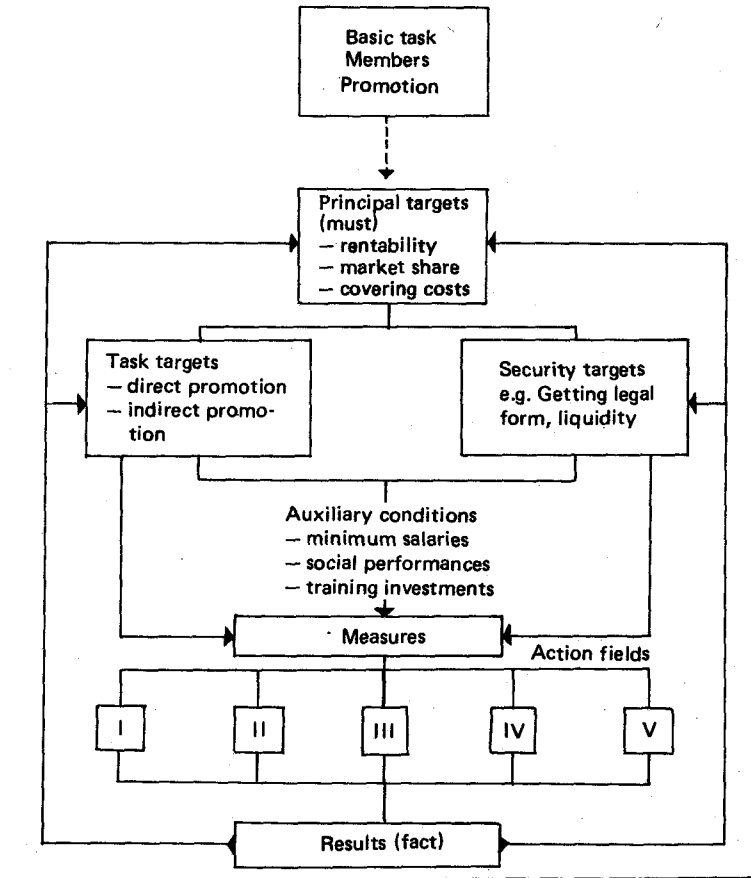 Basic task
Members
Promotion
Principal targets
(must)
– rentability
– market share
– covering costs
Task targets
– direct promotion
– indirect promo-
tion
Security targets
e.g. Getting legal
form, liquidity
Auxiliary conditions
– minimum salaries
– social performances
– training investments
Measures
Action fields
I
II
III
IV
V
Results (fact)